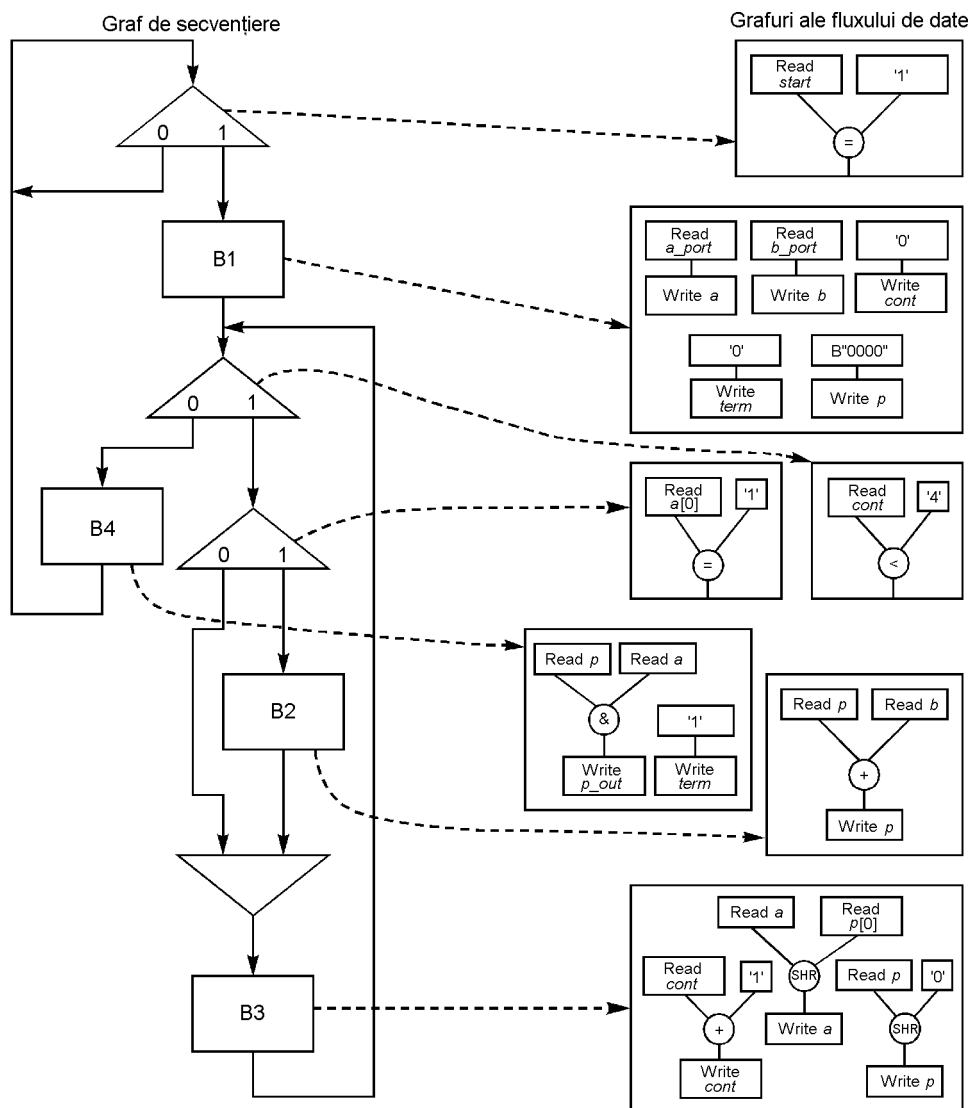 Graf de secvențiere
Grafuri ale fluxului de date
0 1
Read
start
'1'
=
B1
Read
a_port
Write a
Read
b_port
Write b
'0'
Write
cont
'0'
Write
term
B"0000"
Write p
0 1
B4
0 1
Read
a[0]
'1'
=
Read
cont
'4'
<
B2
Read p
Read a
&
Write
p_out
'1'
Write
term
Read p
Read b
+
Write p
B3
Read
cont
'1'
+
Write
cont
Read a
Read
p[0]
SHR
Write a
Read p
'0'
SHR
Write p